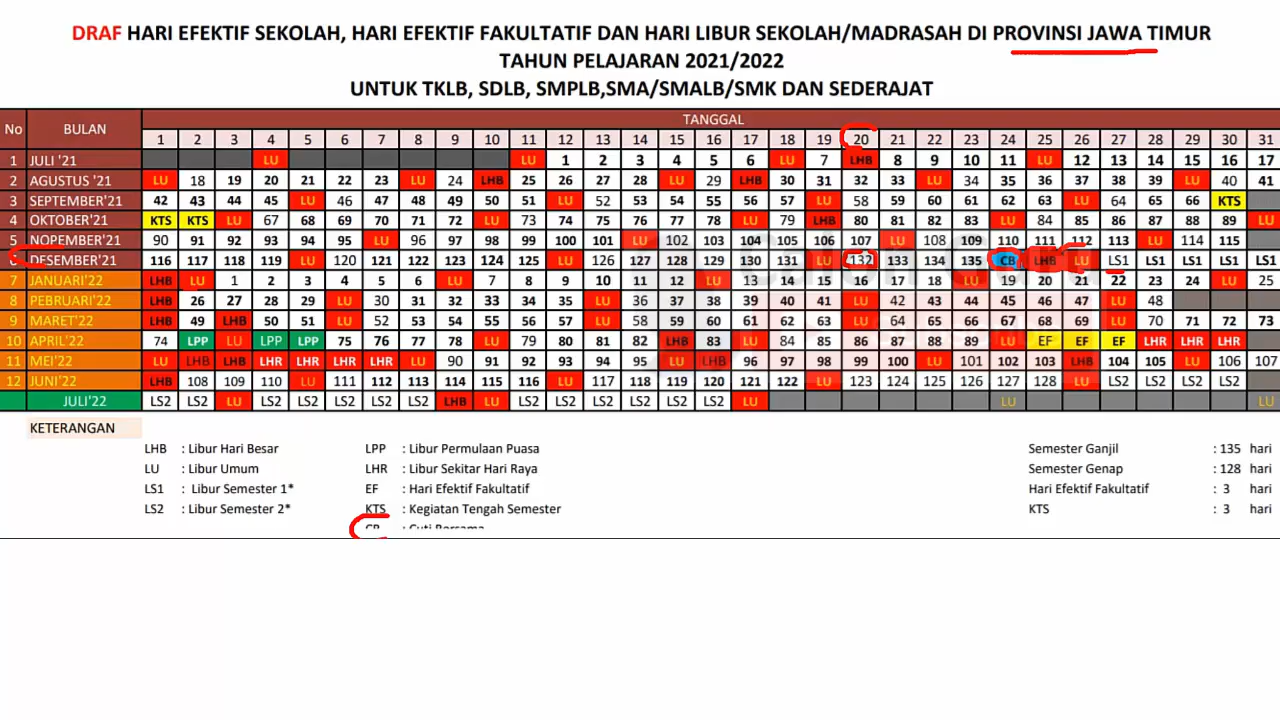 DRAF HARI EFEKTIF SEKOLAH, HARI EFEKTIF FAKULTATIF DAN HARI LIBUR SEKOLAH/MADRASAH DI PROVINSI JAWA TIMUR
TAHUN PELAJARAN 2021/2022
UNTUK TKLB, SDLB, SMPLB,SMA/SMALB/SMK DAN SEDERAJAT
No BULAN TANGGAL
1 2 3 4 5 6 7 8 9 10 11 12 13 14 15 16 17 18 19 20 21 22 23 24 25 26 27 28 29 30 31
1 JULI '21 LU LU 1 2 3 4 5 6 LU 7 LHB 8 9 10 11 LU 12 13 14 15 16 17
2 AGUSTUS '21 LU 18 19 20 21 22 23 LU 24 LHB 25 26 27 28 LU 29 LHB 30 31 32 33 LU 34 35 36 37 38 39 LU 40 41
3 SEPTEMBER'21 42 43 44 45 LU 46 47 48 49 50 51 LU 52 53 54 55 56 57 LU 58 59 60 61 62 63 LU 64 65 66 KTS
4 OKTOBER'21 KTS KTS LU 67 68 69 70 71 72 LU 73 74 75 76 77 78 LU 79 LHB 80 81 82 83 LU 84 85 86 87 88 89 LU
5 NOPEMBER'21 90 91 92 93 94 95 LU 96 97 98 99 100 101 LU 102 103 104 105 106 107 LU 108 109 110 111 112 113 LU 114 115
DESEMBER'21 116 117 118 119 LU 120 121 122 123 124 125 LU 126 127 128 129 130 131 LU 132 133 134 135 CB LHB LU LS1 LS1 LS1 LS1 LS1
7 JANUARI'22 LHB LU 1 2 3 4 5 6 LU 7 8 9 10 11 12 LU 13 14 15 16 17 18 LU 19 20 21 22 23 24 LU 25
8 PEBRUARI'22 LHB 26 27 28 29 LU 30 31 32 33 34 35 LU 36 37 38 39 40 41 LU 42 43 44 45 46 47 LU 48
9 MARET'22 LHB 49 LHB 50 51 LU 52 53 54 55 56 57 LU 58 59 60 61 62 63 LU 64 65 66 67 68 69 LU 70 71 72 73
10 APRIL'22 74 LPP LU LPP LPP 75 76 77 78 LU 79 80 81 82 LHB 83 LU 84 85 86 87 88 89 LU EF EF EF LHR LHR LHR
11 MEI'22 LU LHB LHB LHR LHR LHR LHR LU 90 91 92 93 94 95 LU LHB 96 97 98 99 100 LU 101 102 103 LHB 104 105 LU 106 107
12 JUNI'22 LHB 108 109 110 LU 111 112 113 114 115 116 LU 117 118 119 120 121 122 LU 123 124 125 126 127 128 LU LS2 LS2 LS2 LS2
JULI'22 LS2 LS2 LU LS2 LS2 LS2 LS2 LS2 LHB LU LS2 LS2 LS2 LS2 LS2 LS2 LU LU LU
KETERANGAN
LHB : Libur Hari Besar LPP : Libur Permulaan Puasa Semester Ganjil : 135 hari
LU : Libur Umum LHR : Libur Sekitar Hari Raya Semester Genap : 128 hari
LS1 : Libur Semester 1* EF : Hari Efektif Fakultatif Hari Efektif Fakultatif : 3 hari
LS2 : Libur Semester 2* KTS : Kegiatan Tengah Semester KTS : 3 hari
CB : Cuti Bersama